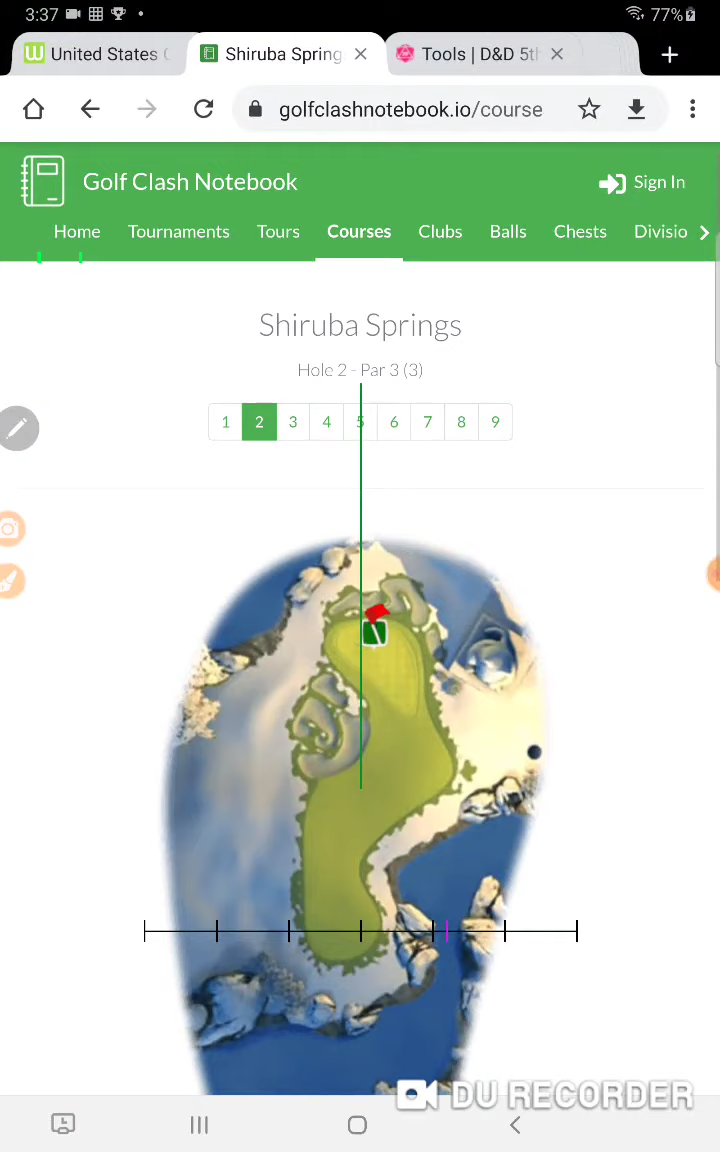 3:37 77%
United States Shiruba Spring Tools | D&D 5th
golfclashnotebook.io/course
Golf Clash Notebook Sign In
Home Tournaments Tours Courses Clubs Balls Chests Divisio
Shiruba Springs
Hole 2 - Par 3 (3)
1 2 3 4 5 6 7 8 9
DU RECORDER